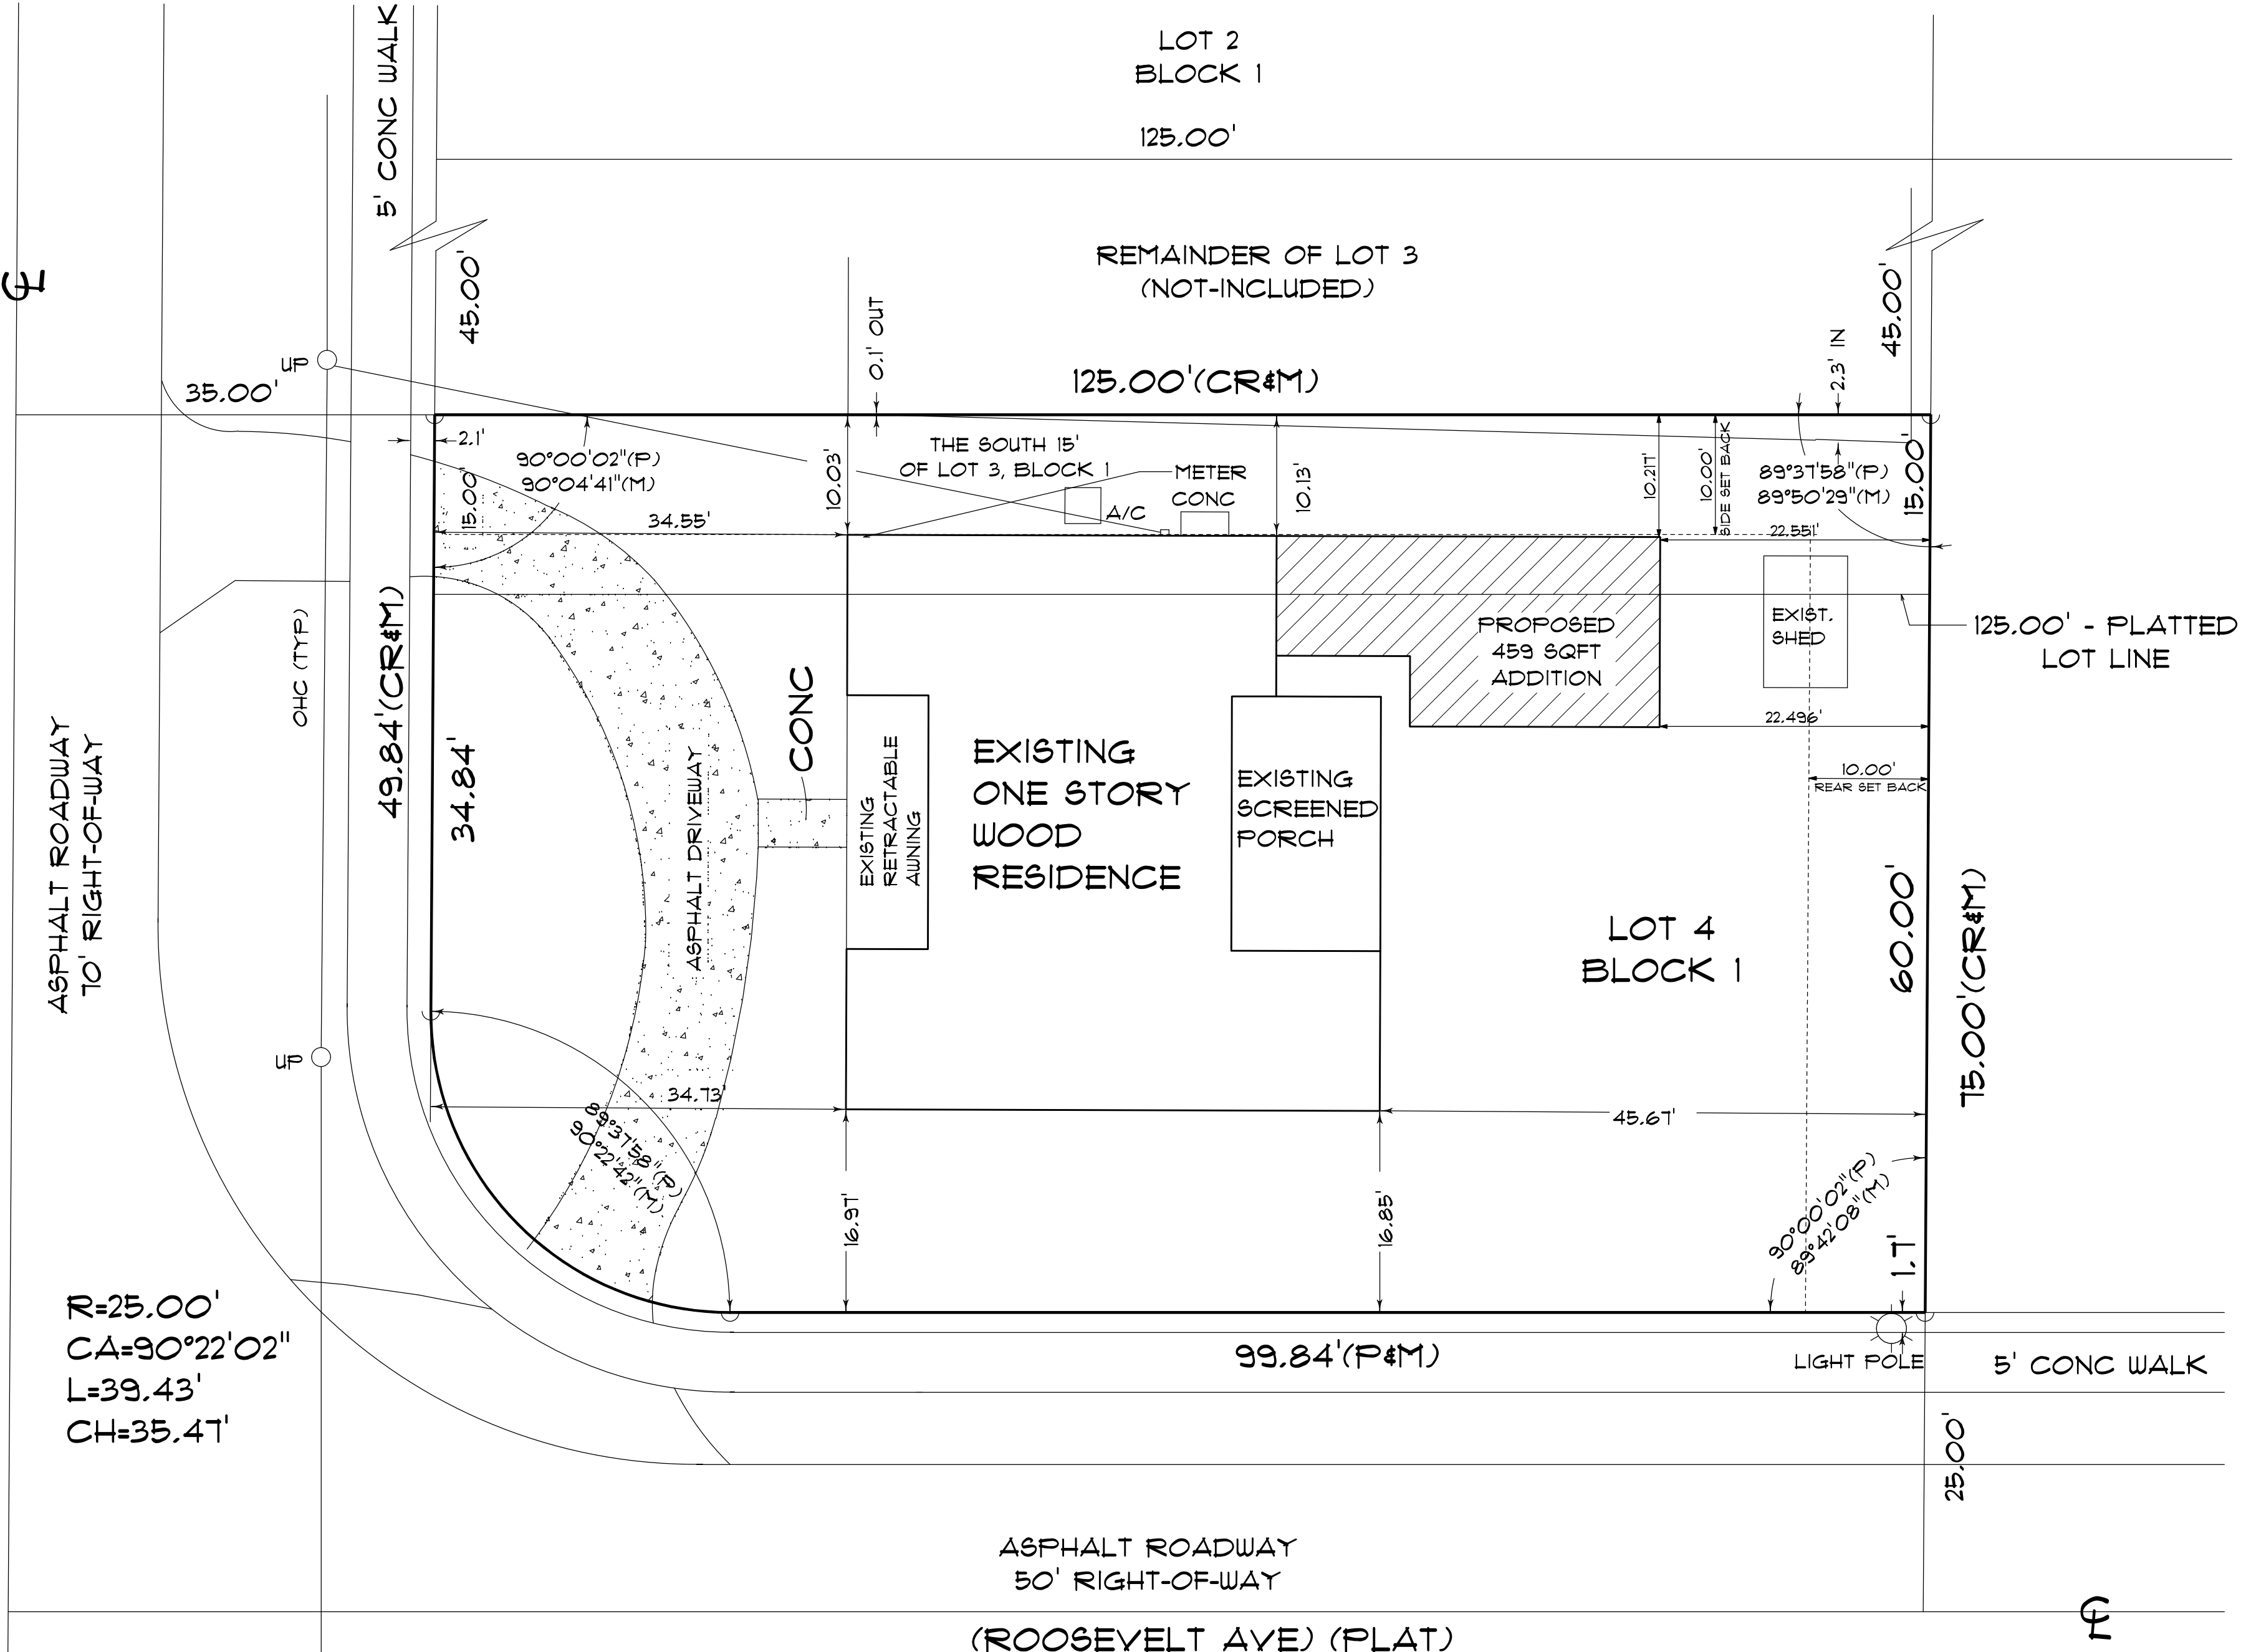 5' CONC WALK
LOT 2
BLOCK 1
125.00'
REMAINDER OF LOT 3
(NOT-INCLUDED)
45.00'
45.00'
UP
35.00'
0.1' OUT
125.00'(CR&M)
2.3' IN
2.1'
15.00'
90°00'02"(P)
90°04'41"(M)
34.55'
10.03'
THE SOUTH 15'
OF LOT 3, BLOCK 1
METER
CONC
A/C
10.13'
10.217'
10.00'
SIDE SET BACK
89°37'58"(P)
89°50'29"(M)
15.00'
22.551'
EXIST.
SHED
125.00' - PLATTED
LOT LINE
PROPOSED
459 SQFT
ADDITION
22.496'
10.00'
REAR SET BACK
OHC (TYP)
49.84'(CR&M)
34.84'
ASPHALT ROADWAY
70' RIGHT-OF-WAY
ASPHALT DRIVEWAY
CONC
EXISTING
RETRACTABLE
AWNING
EXISTING
ONE STORY
WOOD
RESIDENCE
EXISTING
SCREENED
PORCH
LOT 4
BLOCK 1
60.00'
75.00'(CR&M)
UP
34.73'
89°37'58"(P)
90°22'42"(M)
45.67'
16.97'
16.85'
90°00'02"(P)
89°42'08"(M)
1.7'
R=25.00'
CA=90°22'02"
L=39.43'
CH=35.47'
99.84'(P&M)
LIGHT POLE
5' CONC WALK
25.00'
ASPHALT ROADWAY
50' RIGHT-OF-WAY
(ROOSEVELT AVE) (PLAT)